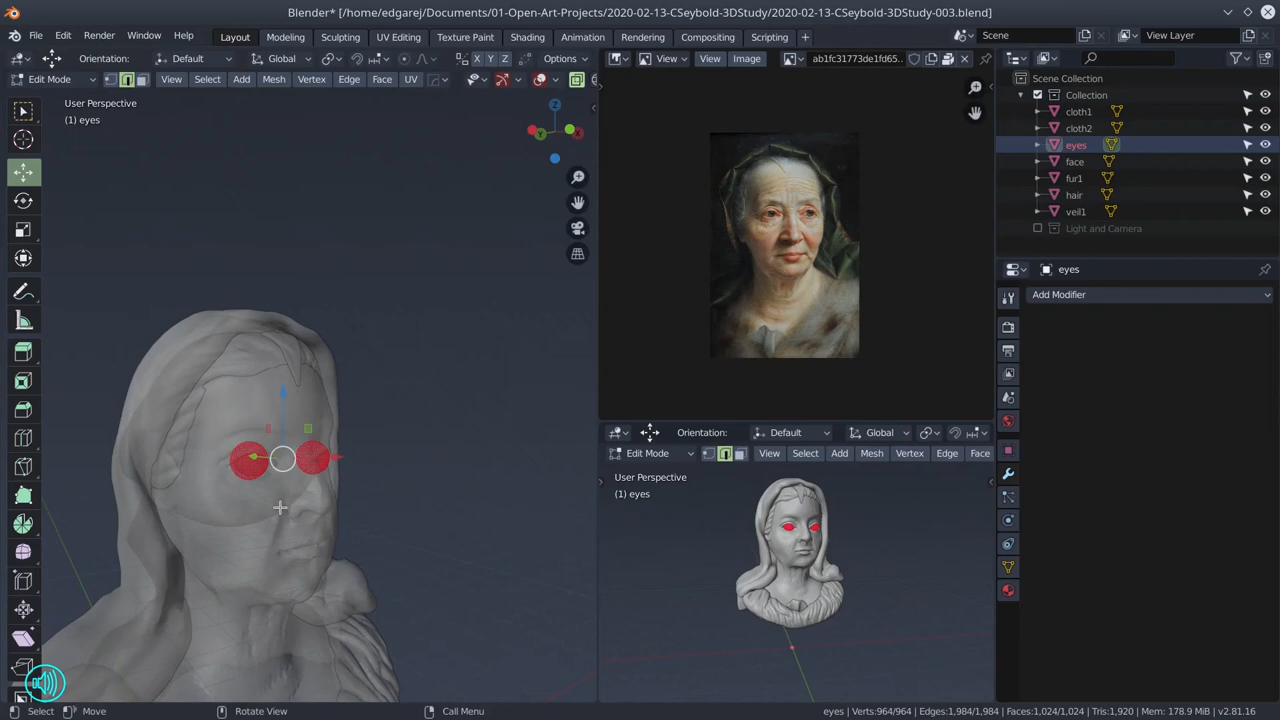 Blender* [/home/edgarej/Documents/01-Open-Art-Projects/2020-02-13-CSeybold-3DStudy/2020-02-13-CSeybold-3DStudy-003.blend]
File Edit Render Window Help Layout Modeling Sculpting UV Editing Texture Paint Shading Animation Rendering Compositing Scripting + Scene View Layer
Orientation: Default Global X Y Z Options
View View Image ab1fc31773de1fd65..
Edit Mode View Select Add Mesh Vertex Edge Face UV
User Perspective
(1) eyes
Z
Y X
Scene Collection
Collection
cloth1
cloth2
eyes
face
fur1
hair
veil1
Light and Camera
eyes
Add Modifier
Orientation: Default Global
Edit Mode View Select Add Mesh Vertex Edge Face
User Perspective
(1) eyes
Select Move Rotate View Call Menu
eyes | Verts:964/964 | Edges:1,984/1,984 | Faces:1,024/1,024 | Tris:1,920 | Mem: 178.9 MiB | v2.81.16